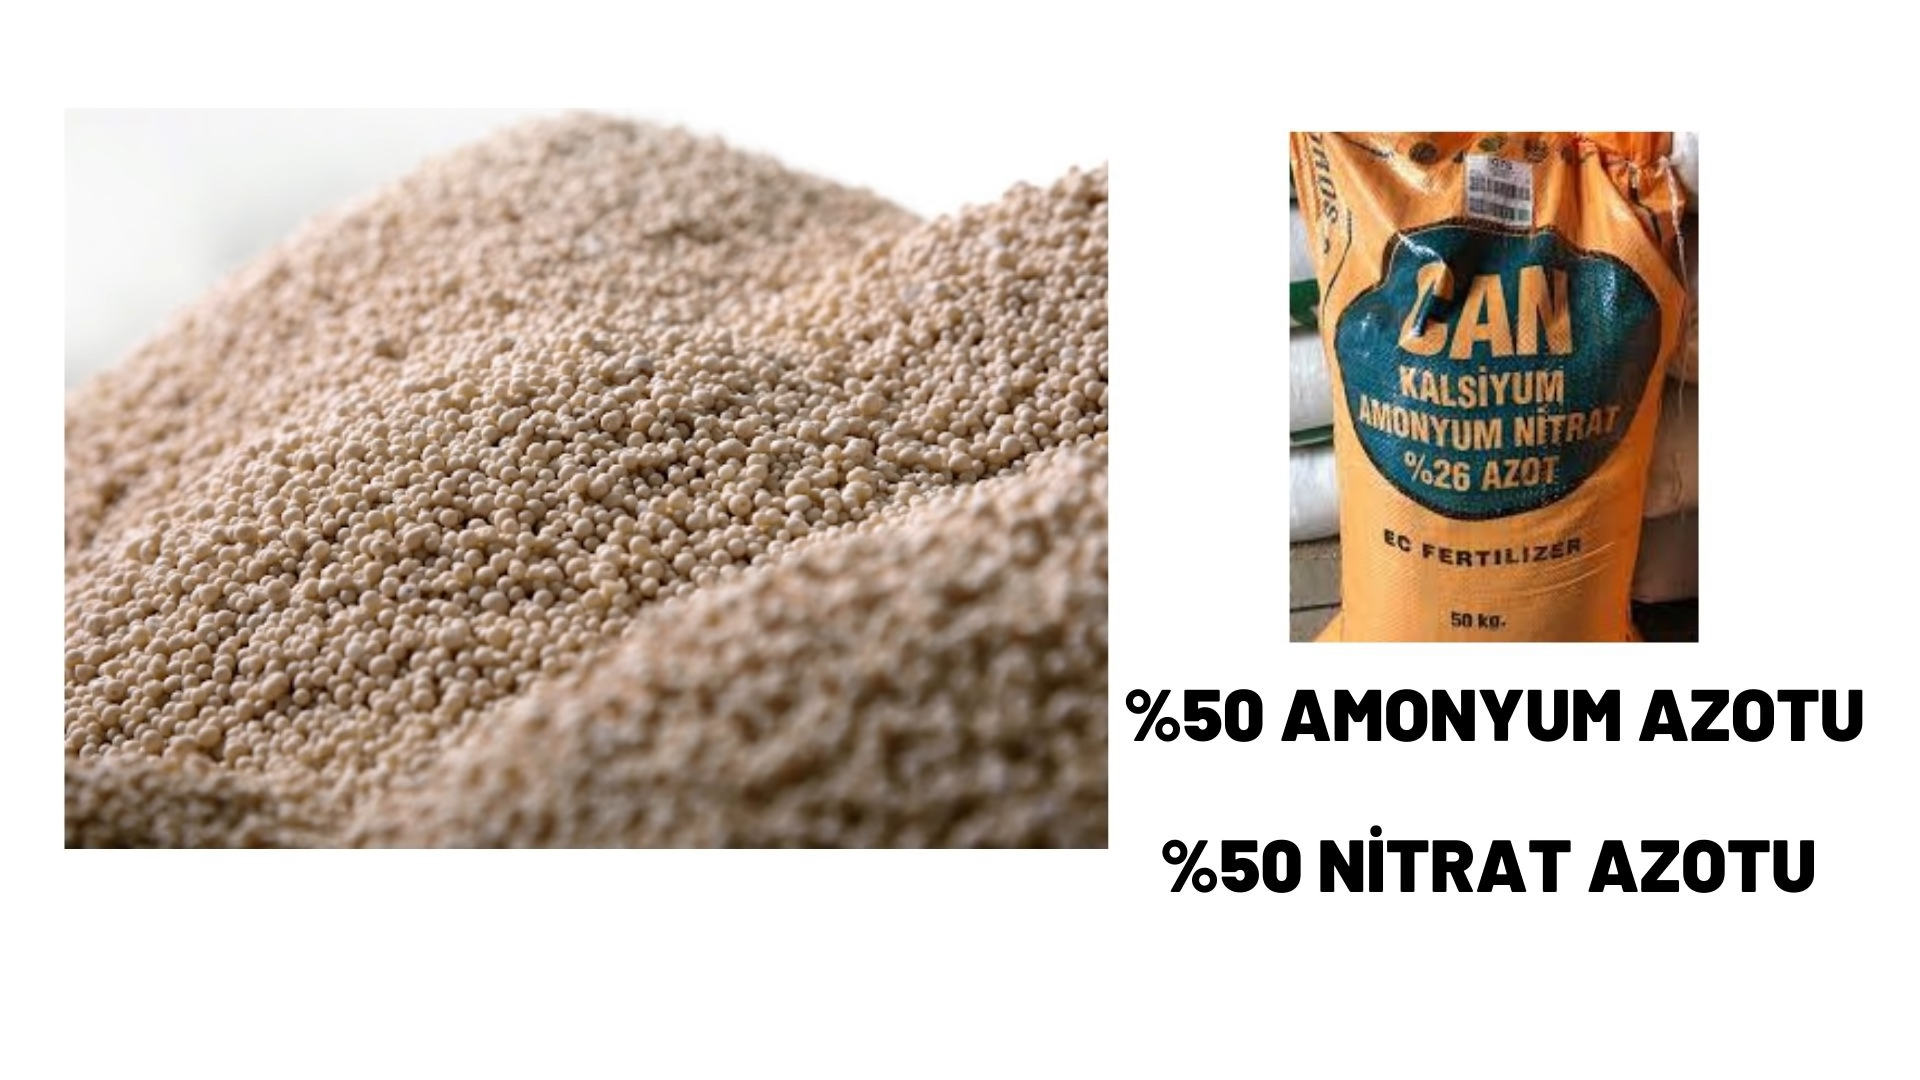 CAN
KALSİYUM
AMONYUM NİTRAT
%26 AZOT
EC FERTILIZER
50 kg.
%50 AMONYUM AZOTU
%50 NİTRAT AZOTU